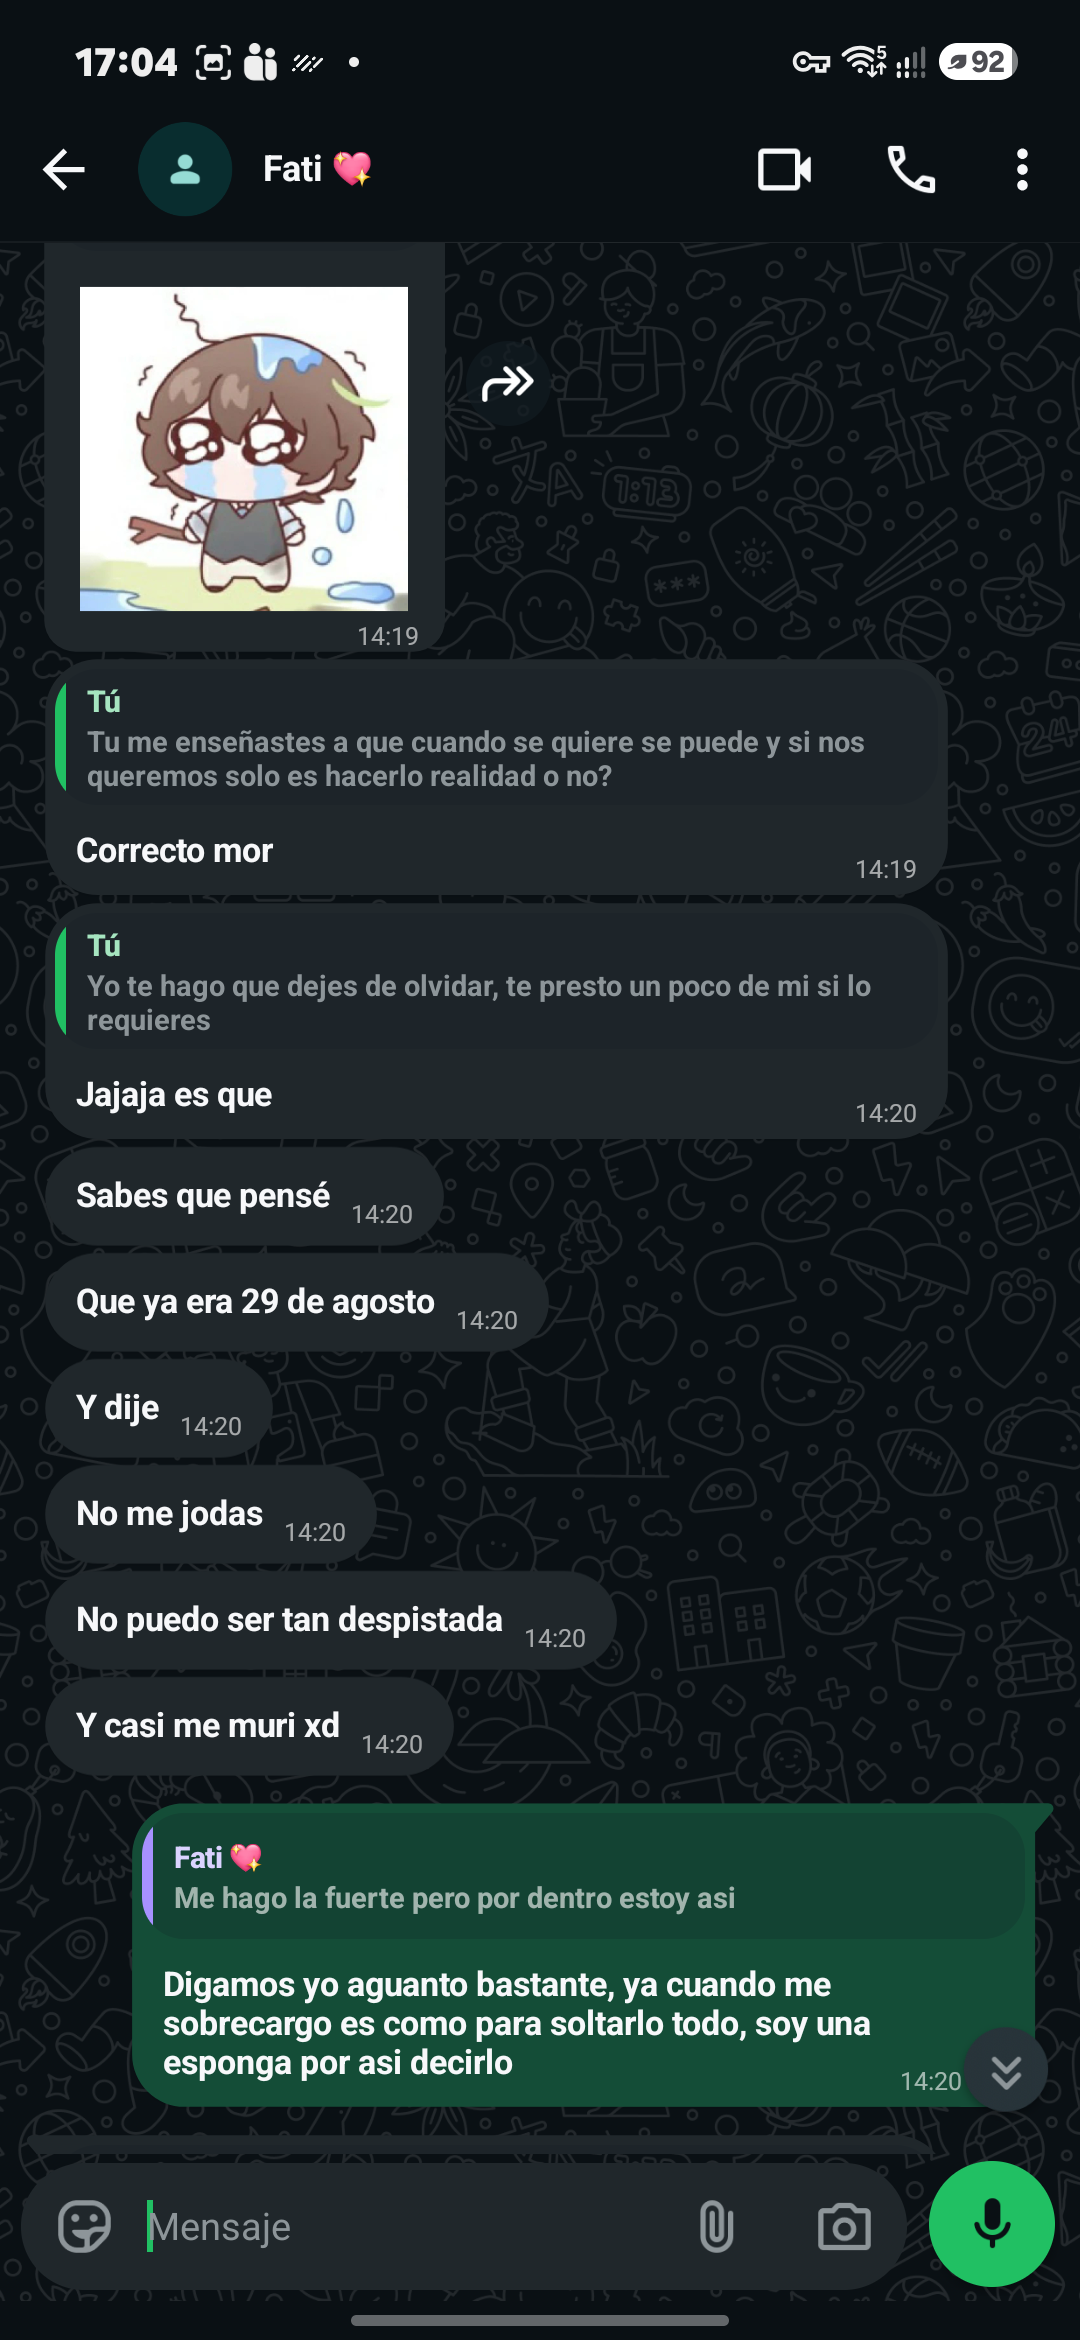 17:04
5
92
Fati 💖
14:19
Tú
Tu me enseñastes a que cuando se quiere se puede y si nos
queremos solo es hacerlo realidad o no?
Correcto mor
14:19
Tú
Yo te hago que dejes de olvidar, te presto un poco de mi si lo
requieres
Jajaja es que
14:20
Sabes que pensé 14:20
Que ya era 29 de agosto 14:20
Y dije 14:20
No me jodas 14:20
No puedo ser tan despistada 14:20
Y casi me muri xd 14:20
Fati 💖
Me hago la fuerte pero por dentro estoy asi
Digamos yo aguanto bastante, ya cuando me
sobrecargo es como para soltarlo todo, soy una
esponga por asi decirlo
14:20
Mensaje